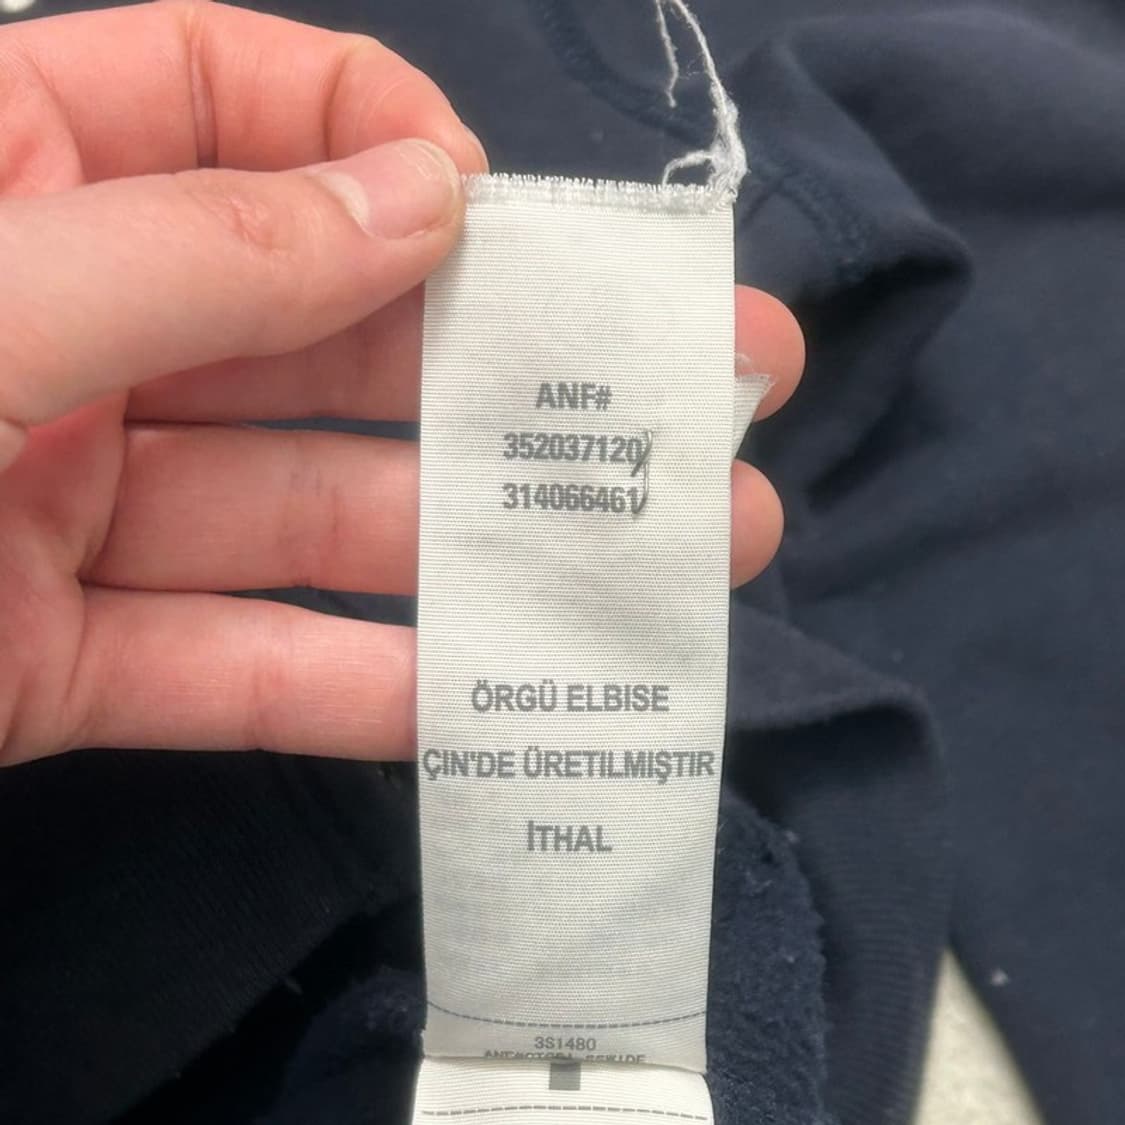 ANF#
352037120
314066461
ÖRGÜ ELBISE
ÇIN'DE ÜRETILMIŞTIR
İTHAL
3S1480